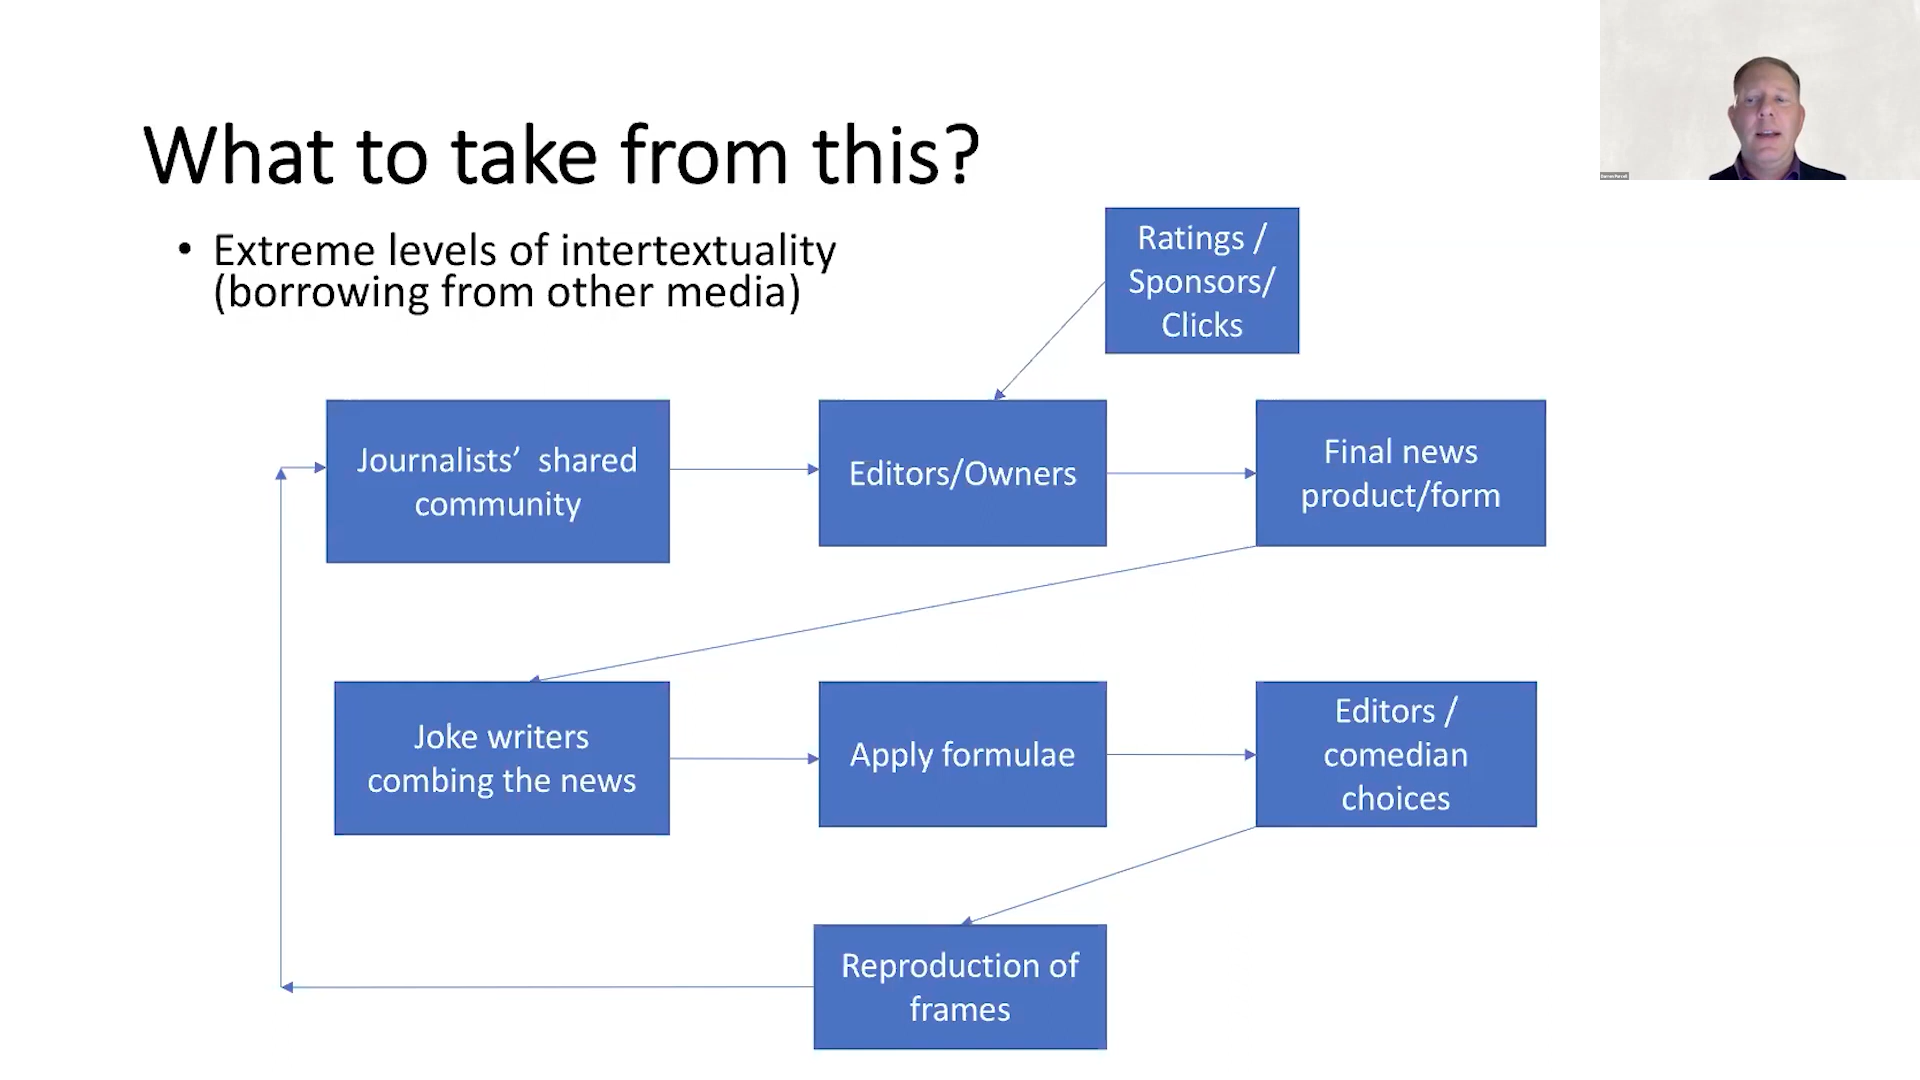 What to take from this?
• Extreme levels of intertextuality
(borrowing from other media)
Ratings /
Sponsors/
Clicks
Journalists’ shared
community
Editors/Owners
Final news
product/form
Joke writers
combing the news
Apply formulae
Editors /
comedian
choices
Reproduction of
frames